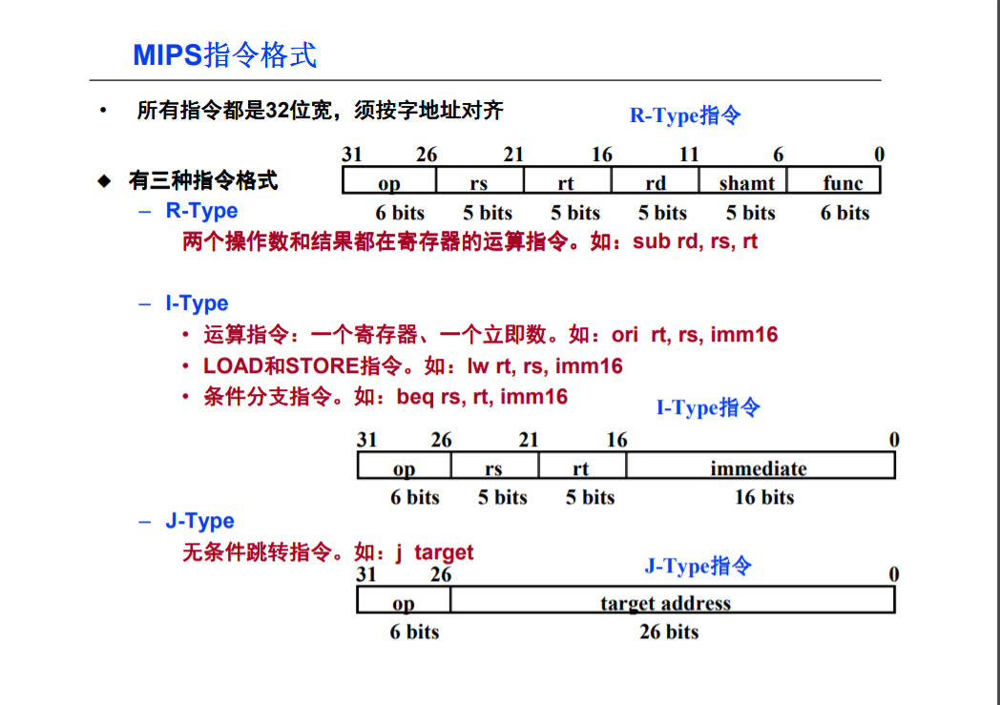 MIPS指令格式
• 所有指令都是32位宽，须按字地址对齐
R-Type指令
31 26 21 16 11 6 0
◆ 有三种指令格式
op rs rt rd shamt func
– R-Type
6 bits 5 bits 5 bits 5 bits 5 bits 6 bits
两个操作数和结果都在寄存器的运算指令。如：sub rd, rs, rt
– I-Type
• 运算指令：一个寄存器、一个立即数。如：ori rt, rs, imm16
• LOAD和STORE指令。如：lw rt, rs, imm16
• 条件分支指令。如：beq rs, rt, imm16
I-Type指令
31 26 21 16 0
op rs rt immediate
6 bits 5 bits 5 bits 16 bits
– J-Type
无条件跳转指令。如：j target
J-Type指令
31 26 0
op target address
6 bits 26 bits